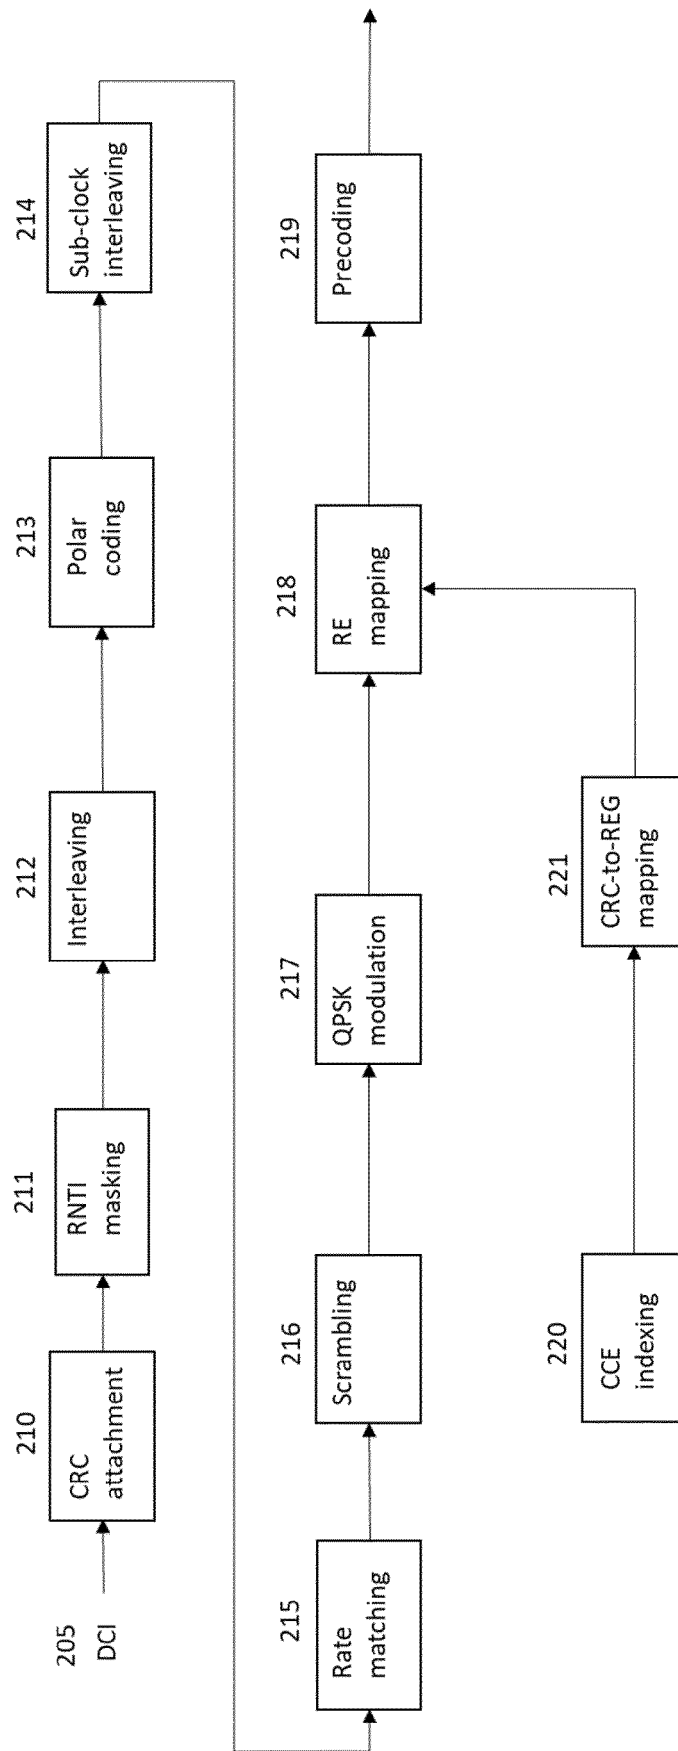 205
DCI
210
CRC
attachment
211
RNTI
masking
212
Interleaving
213
Polar
coding
214
Sub-clock
interleaving
215
Rate
matching
216
Scrambling
217
QPSK
modulation
218
RE
mapping
219
Precoding
220
CCE
indexing
221
CRC-to-REG
mapping